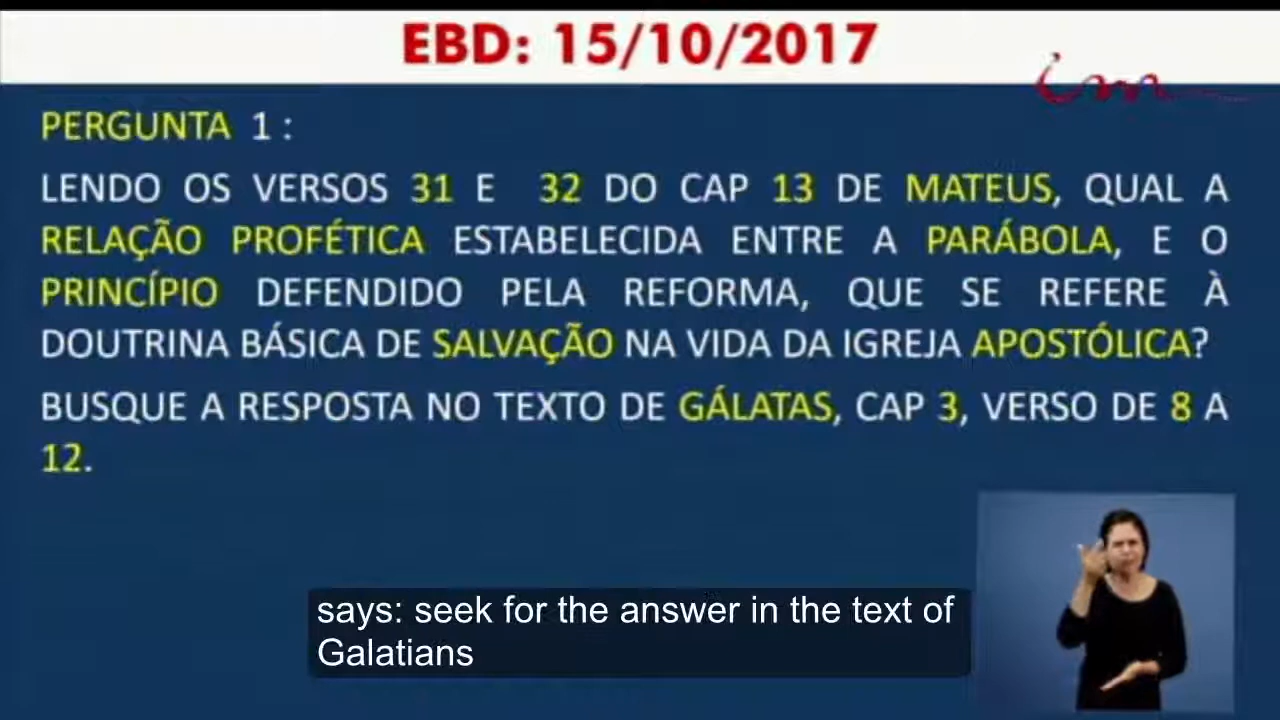 EBD: 15/10/2017
im
PERGUNTA 1 :
LENDO OS VERSOS 31 E 32 DO CAP 13 DE MATEUS, QUAL A
RELAÇÃO PROFÉTICA ESTABELECIDA ENTRE A PARÁBOLA, E O
PRINCÍPIO DEFENDIDO PELA REFORMA, QUE SE REFERE À
DOUTRINA BÁSICA DE SALVAÇÃO NA VIDA DA IGREJA APOSTÓLICA?
BUSQUE A RESPOSTA NO TEXTO DE GÁLATAS, CAP 3, VERSO DE 8 A
12.
says: seek for the answer in the text of
Galatians